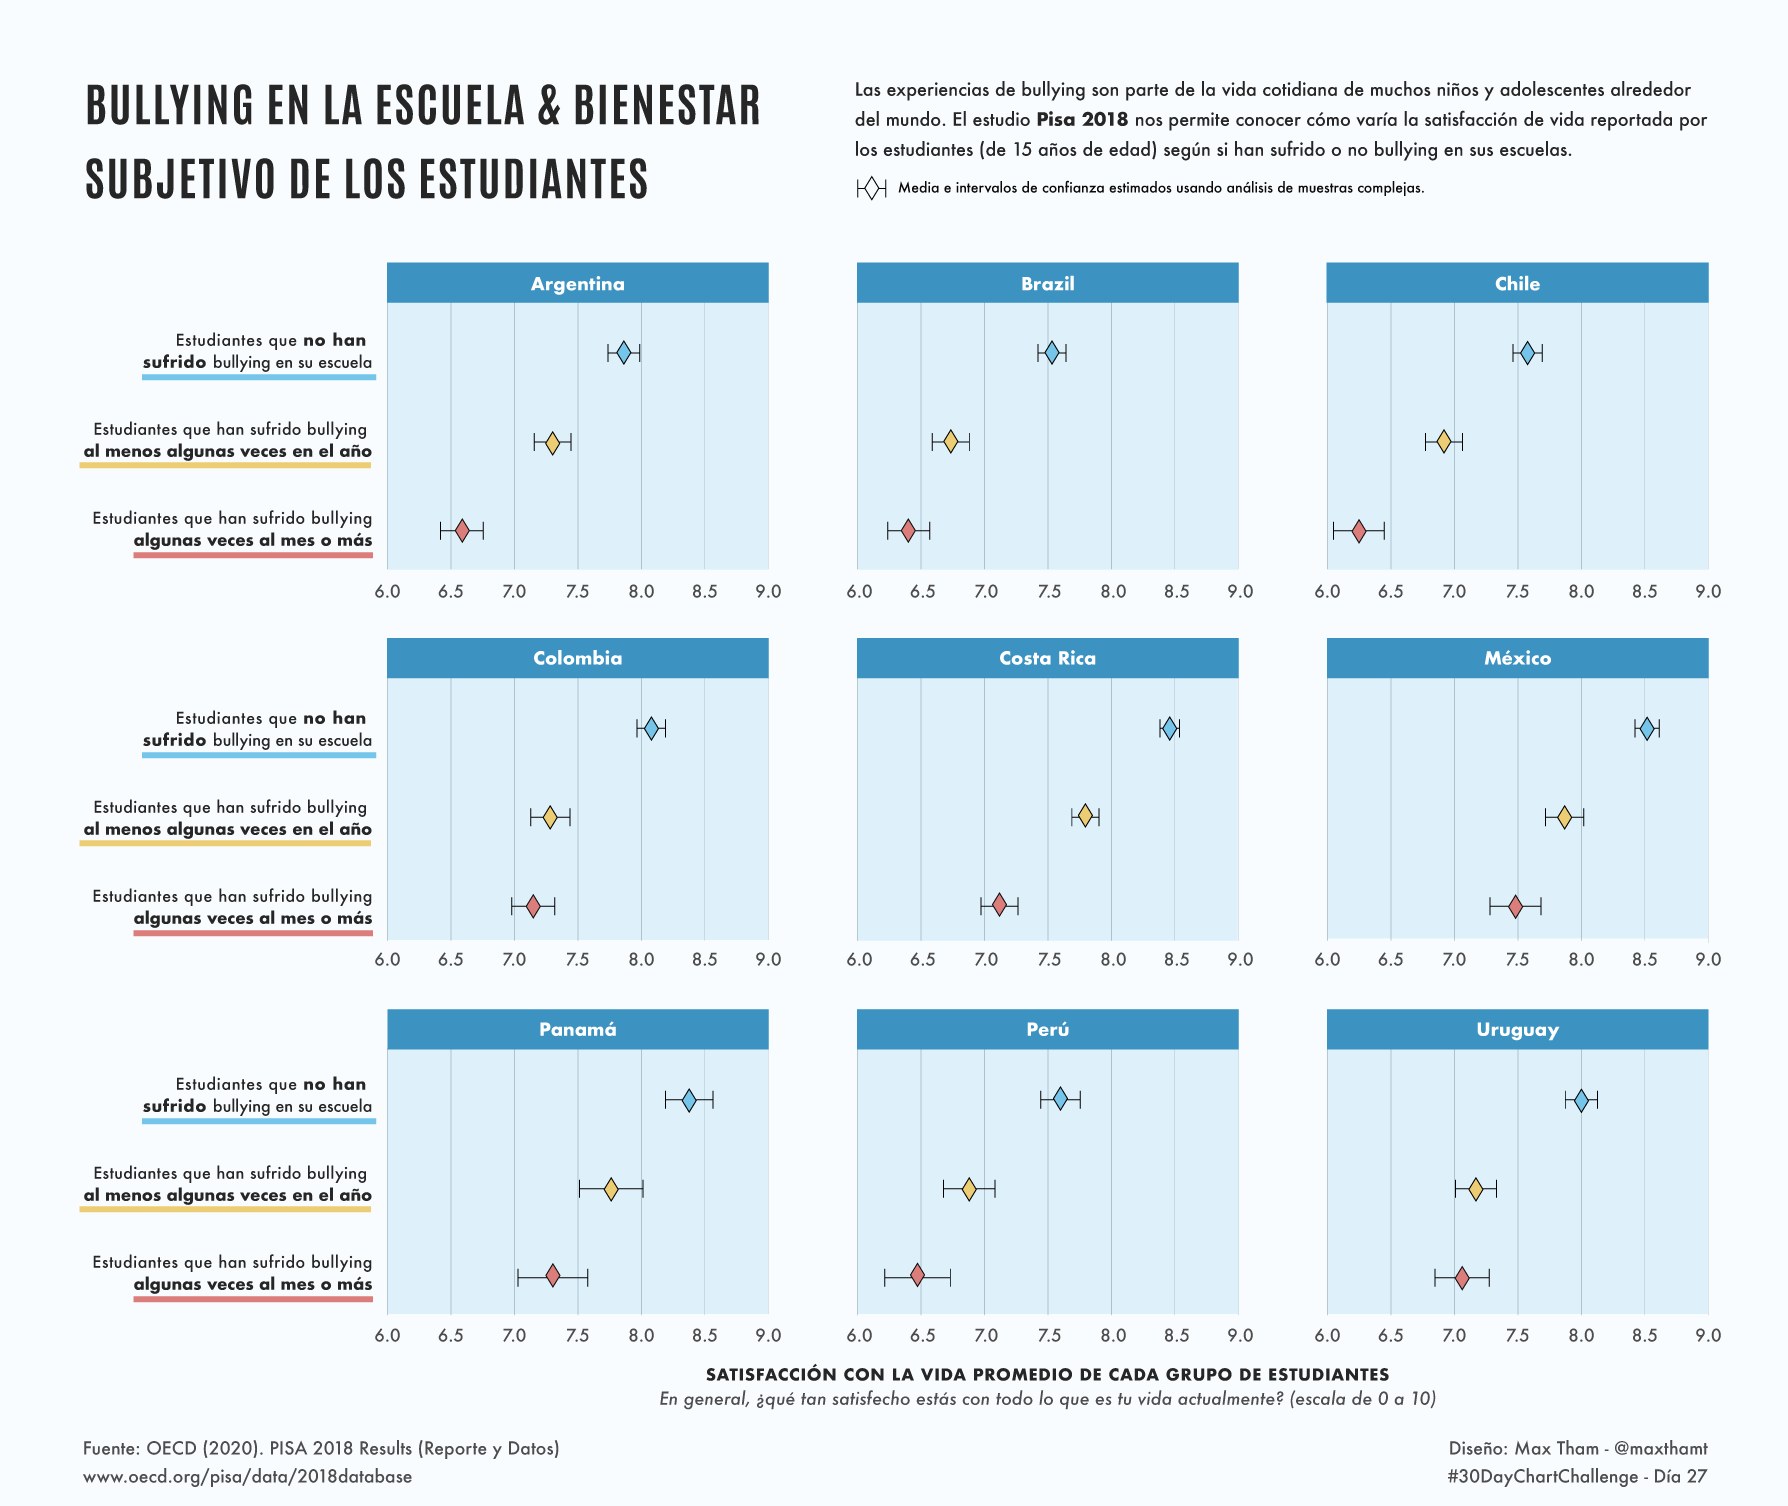 BULLYING EN LA ESCUELA & BIENESTAR
SUBJETIVO DE LOS ESTUDIANTES
Las experiencias de bullying son parte de la vida cotidiana de muchos niños y adolescentes alrededor
del mundo. El estudio Pisa 2018 nos permite conocer cómo varía la satisfacción de vida reportada por
los estudiantes (de 15 años de edad) según si han sufrido o no bullying en sus escuelas.
Media e intervalos de confianza estimados usando análisis de muestras complejas.
Argentina
Brazil
Chile
Estudiantes que no han
sufrido bullying en su escuela
Estudiantes que han sufrido bullying
al menos algunas veces en el año
Estudiantes que han sufrido bullying
algunas veces al mes o más
6.0 6.5 7.0 7.5 8.0 8.5 9.0
6.0 6.5 7.0 7.5 8.0 8.5 9.0
6.0 6.5 7.0 7.5 8.0 8.5 9.0
Colombia
Costa Rica
México
Estudiantes que no han
sufrido bullying en su escuela
Estudiantes que han sufrido bullying
al menos algunas veces en el año
Estudiantes que han sufrido bullying
algunas veces al mes o más
6.0 6.5 7.0 7.5 8.0 8.5 9.0
6.0 6.5 7.0 7.5 8.0 8.5 9.0
6.0 6.5 7.0 7.5 8.0 8.5 9.0
Panamá
Perú
Uruguay
Estudiantes que no han
sufrido bullying en su escuela
Estudiantes que han sufrido bullying
al menos algunas veces en el año
Estudiantes que han sufrido bullying
algunas veces al mes o más
6.0 6.5 7.0 7.5 8.0 8.5 9.0
6.0 6.5 7.0 7.5 8.0 8.5 9.0
6.0 6.5 7.0 7.5 8.0 8.5 9.0
SATISFACCIÓN CON LA VIDA PROMEDIO DE CADA GRUPO DE ESTUDIANTES
En general, ¿qué tan satisfecho estás con todo lo que es tu vida actualmente? (escala de 0 a 10)
Fuente: OECD (2020). PISA 2018 Results (Reporte y Datos)
www.oecd.org/pisa/data/2018database
Diseño: Max Tham - @maxthamt
#30DayChartChallenge - Día 27